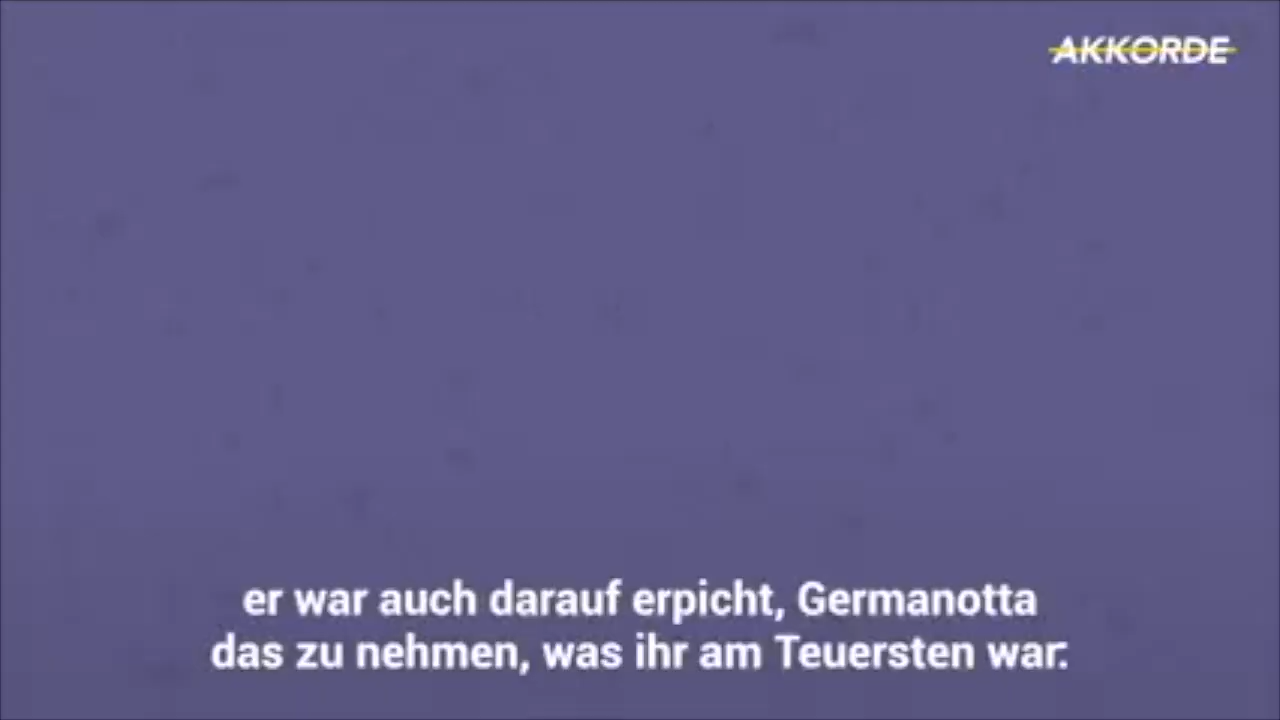 AKKORDE
er war auch darauf erpicht, Germanotta
das zu nehmen, was ihr am Teuersten war: